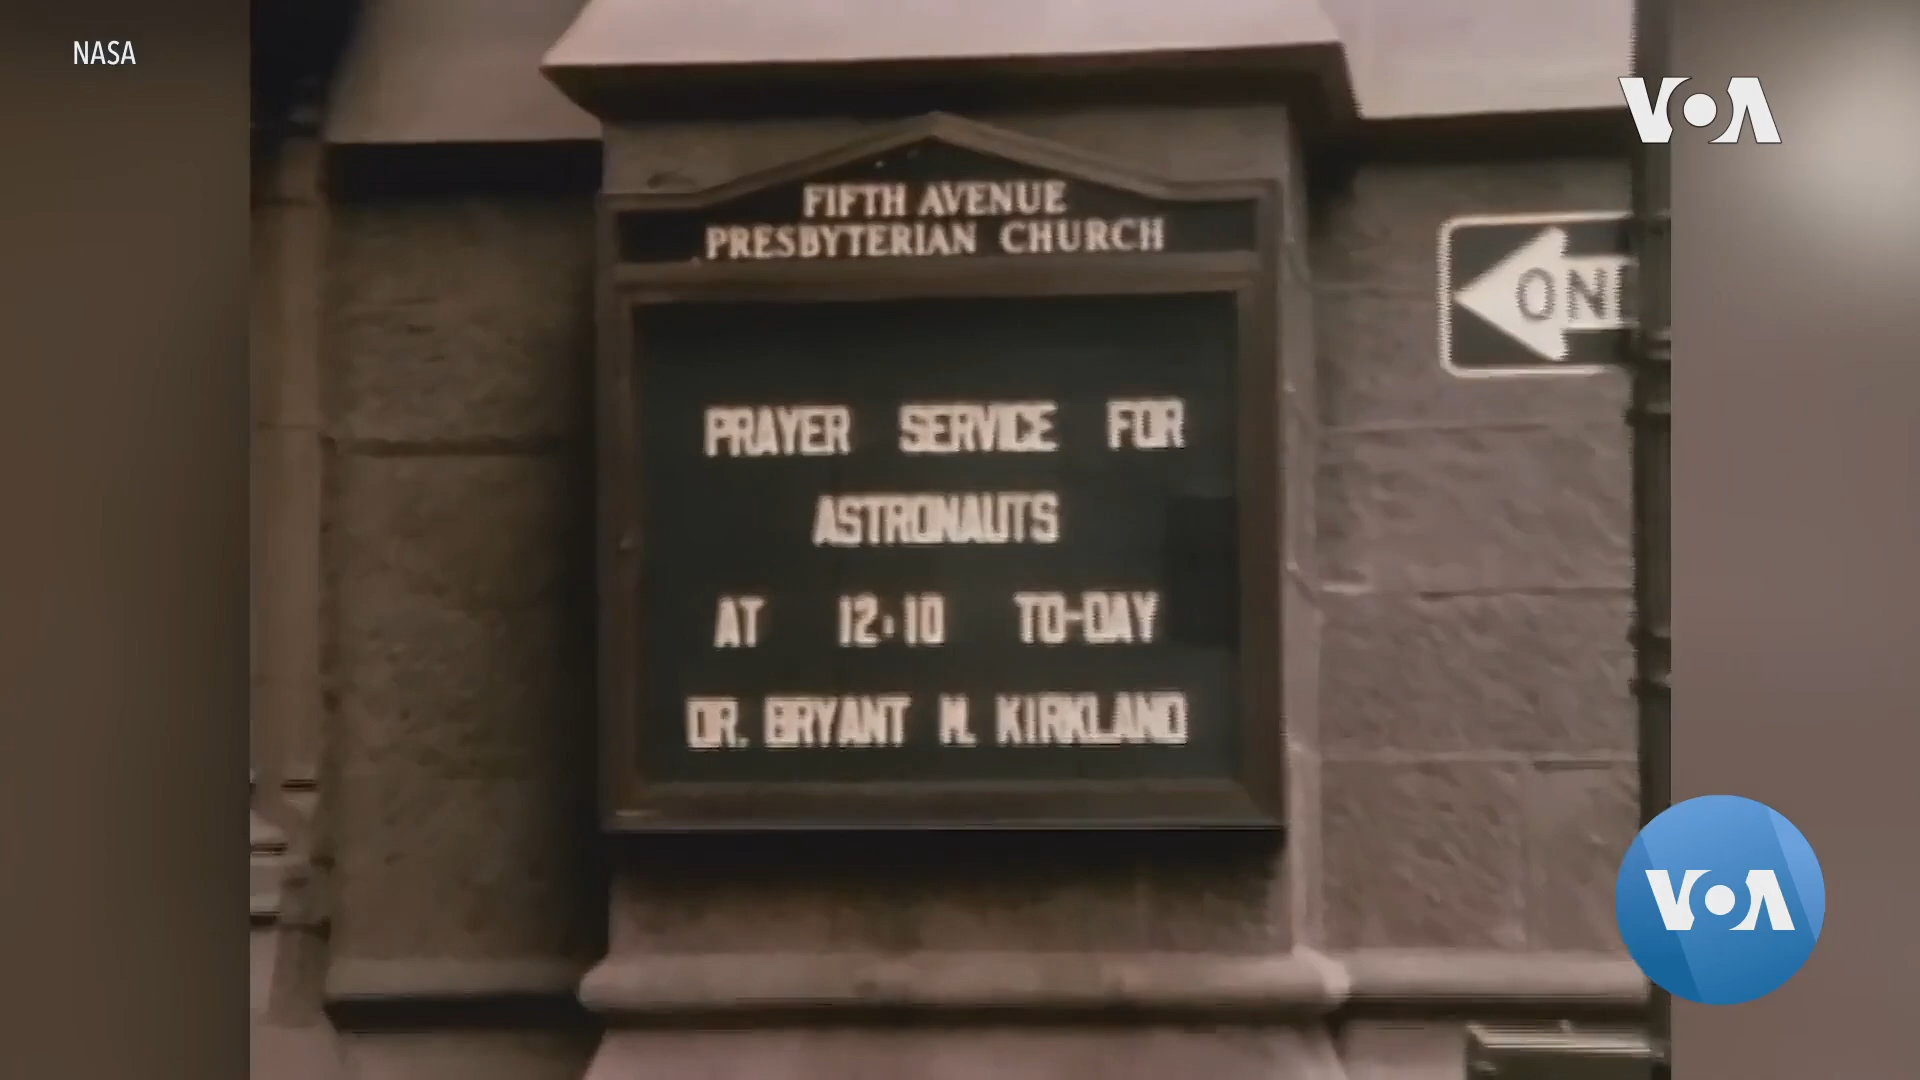 NASA
VOA
FIFTH AVENUE
PRESBYTERIAN CHURCH
ON
PRAYER SERVICE FOR
ASTRONAUTS
AT 12:10 TO-DAY
DR. BRYANT M. KIRKLAND
VOA